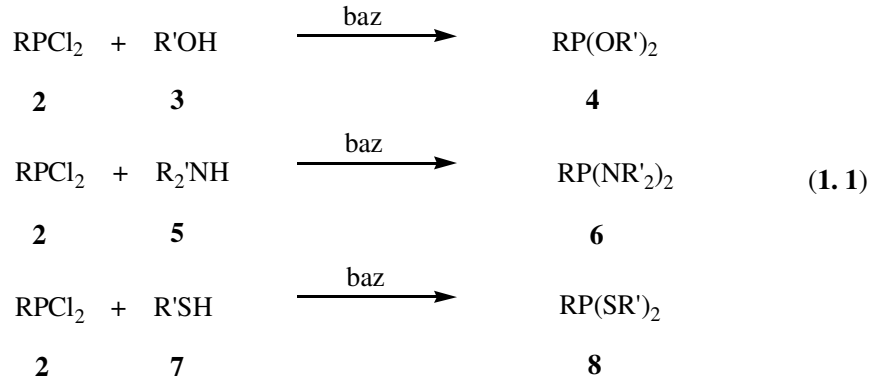 baz
RPCl₂ + R'OH RP(OR')₂
2 3 4
baz
RPCl₂ + R₂'NH RP(NR'₂)₂ (1. 1)
2 5 6
baz
RPCl₂ + R'SH RP(SR')₂
2 7 8